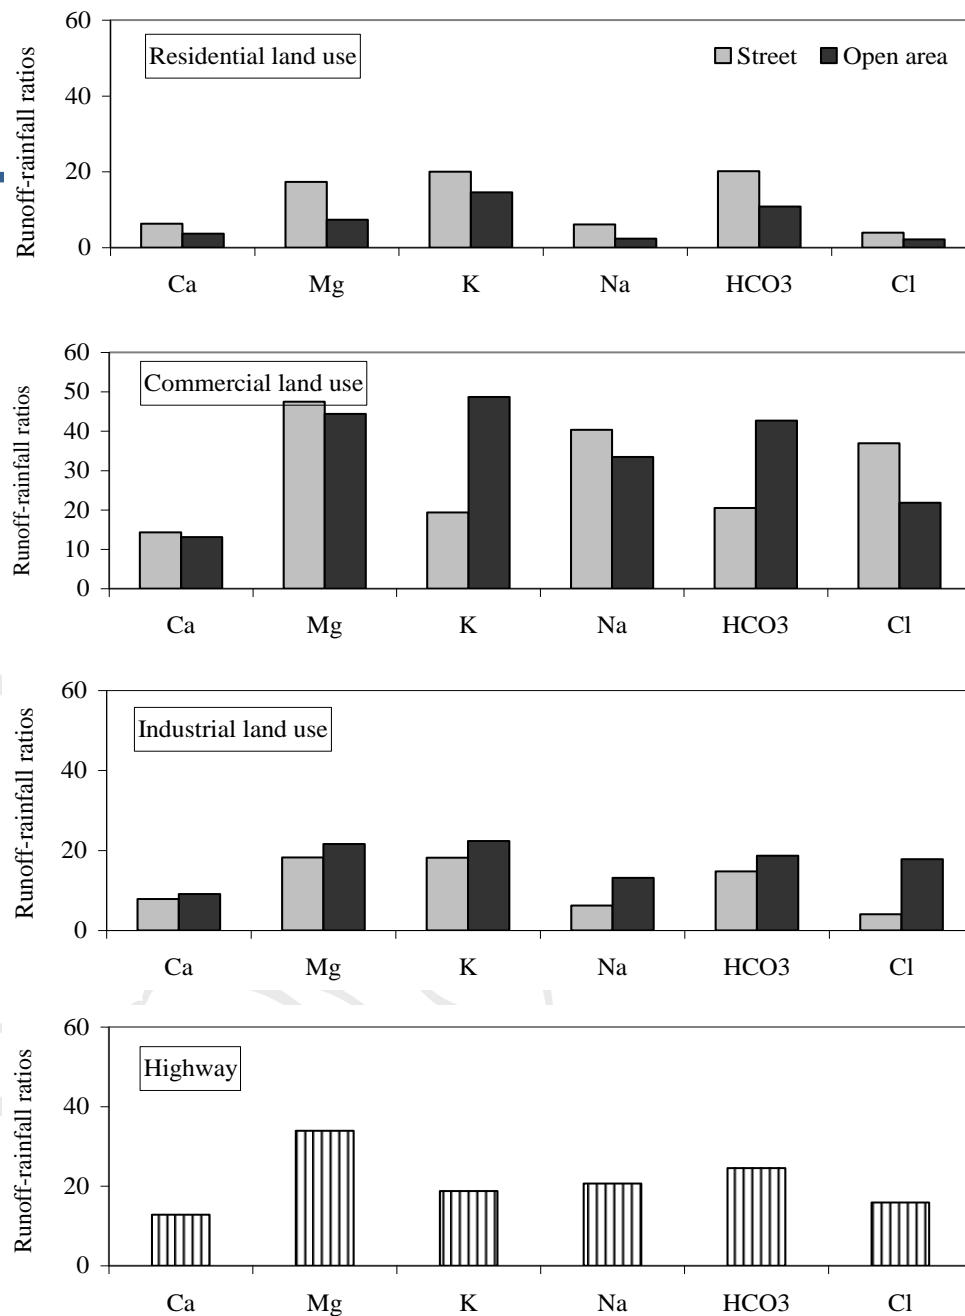 60
Residential land use
Street Open area
40
20
0
Runoff-rainfall ratios
Ca Mg K Na HCO3 Cl
60
Commercial land use
50
40
30
20
10
0
Runoff-rainfall ratios
Ca Mg K Na HCO3 Cl
60
Industrial land use
40
20
0
Runoff-rainfall ratios
Ca Mg K Na HCO3 Cl
60
Highway
40
20
0
Runoff-rainfall ratios
Ca Mg K Na HCO3 Cl